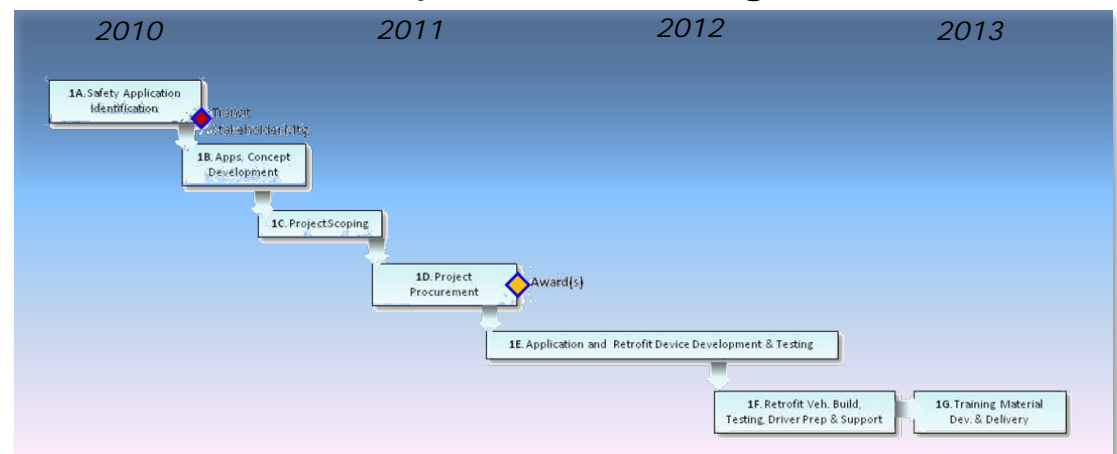 2010 2011 2012 2013
1A. Safety Application
Identification
Transit
Stakeholder Mtg.
1B. Apps, Concept
Development
1C. Project Scoping
1D. Project
Procurement
Award(s)
1E. Application and Retrofit Device Development & Testing
1F. Retrofit Veh. Build,
Testing, Driver Prep & Support
1G. Training Material
Dev. & Delivery